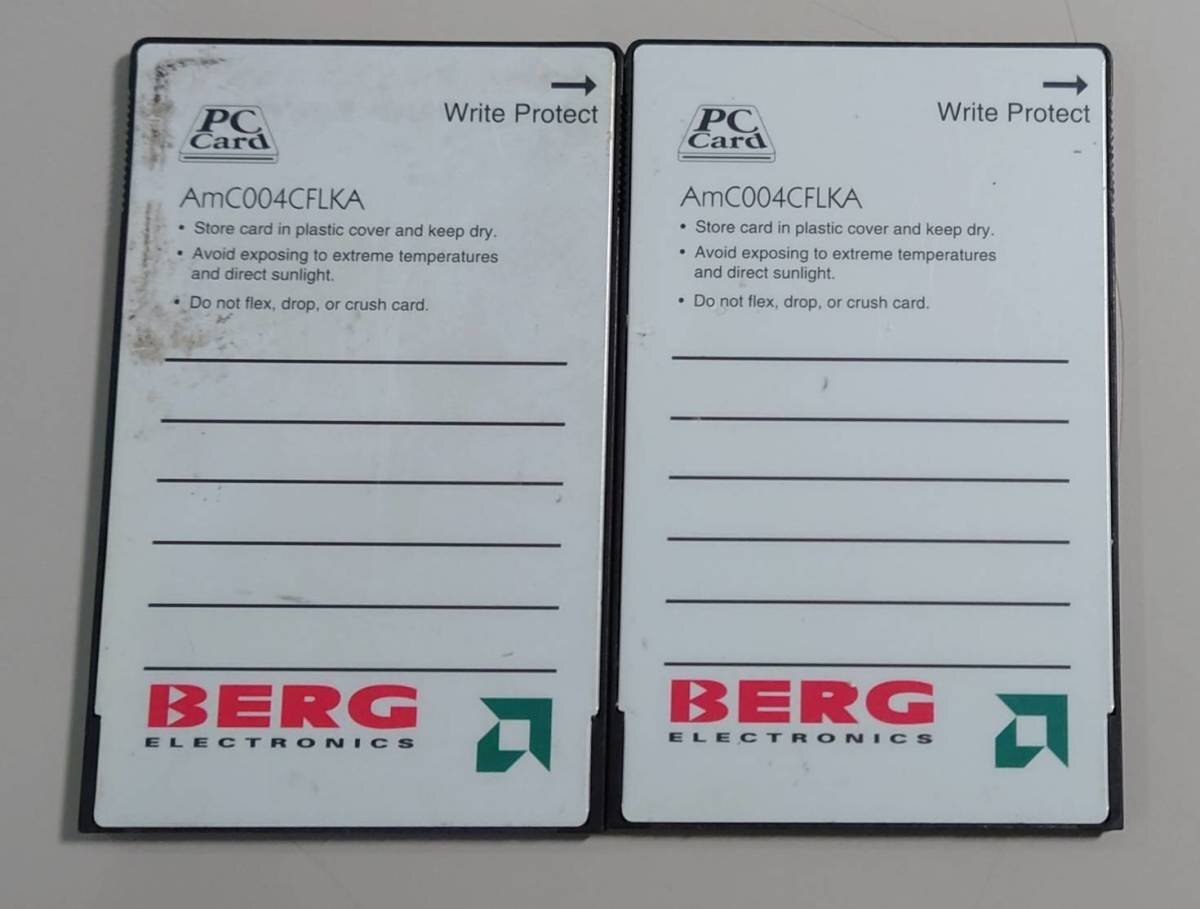 Write Protect
PC
Card
AmC004CFLKA
• Store card in plastic cover and keep dry.
• Avoid exposing to extreme temperatures
and direct sunlight.
• Do not flex, drop, or crush card.
BERG
ELECTRONICS
Write Protect
PC
Card
AmC004CFLKA
• Store card in plastic cover and keep dry.
• Avoid exposing to extreme temperatures
and direct sunlight.
• Do not flex, drop, or crush card.
BERG
ELECTRONICS